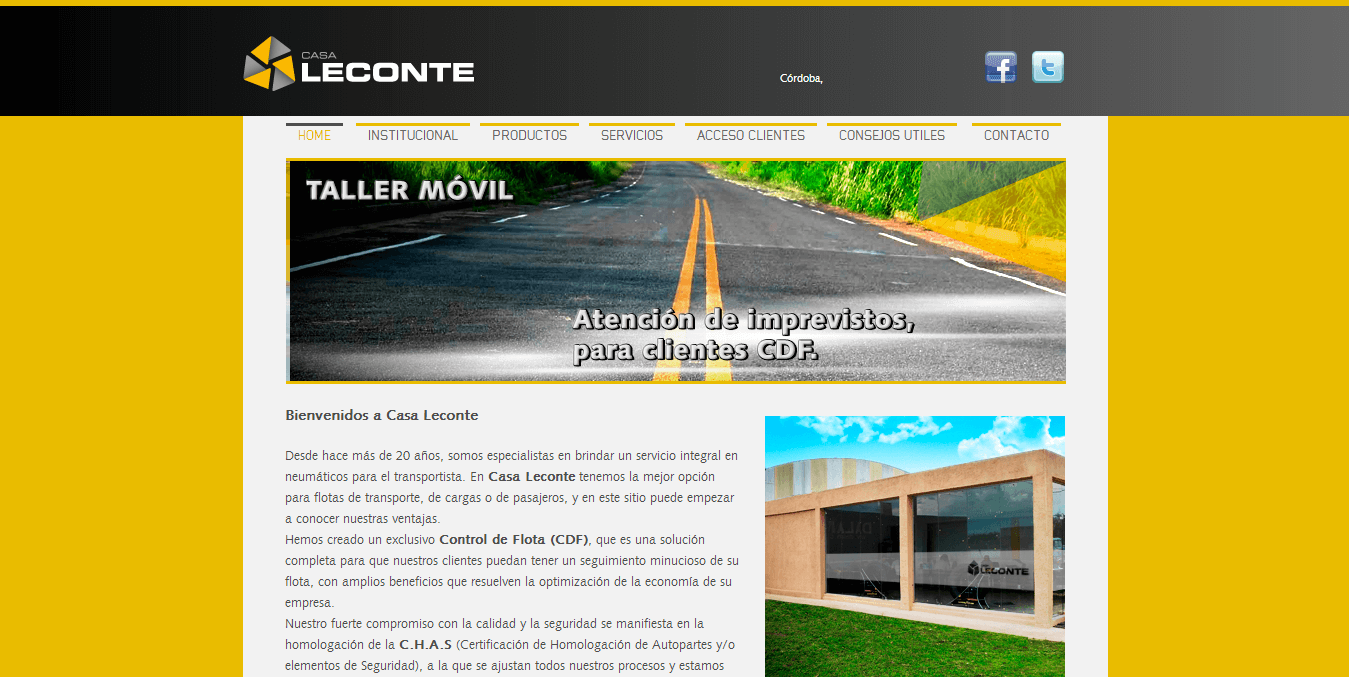 CASA
LECONTE
Córdoba,
HOME INSTITUCIONAL PRODUCTOS SERVICIOS ACCESO CLIENTES CONSEJOS UTILES CONTACTO
TALLER MÓVIL
Atención de imprevistos,
para clientes CDF.
Bienvenidos a Casa Leconte
Desde hace más de 20 años, somos especialistas en brindar un servicio integral en
neumáticos para el transportista. En Casa Leconte tenemos la mejor opción
para flotas de transporte, de cargas o de pasajeros, y en este sitio puede empezar
a conocer nuestras ventajas.
Hemos creado un exclusivo Control de Flota (CDF), que es una solución
completa para que nuestros clientes puedan tener un seguimiento minucioso de su
flota, con amplios beneficios que resuelven la optimización de la economía de su
empresa.
Nuestro fuerte compromiso con la calidad y la seguridad se manifiesta en la
homologación de la C.H.A.S (Certificación de Homologación de Autopartes y/o
elementos de Seguridad), a la que se ajustan todos nuestros procesos y estamos
LECONTE